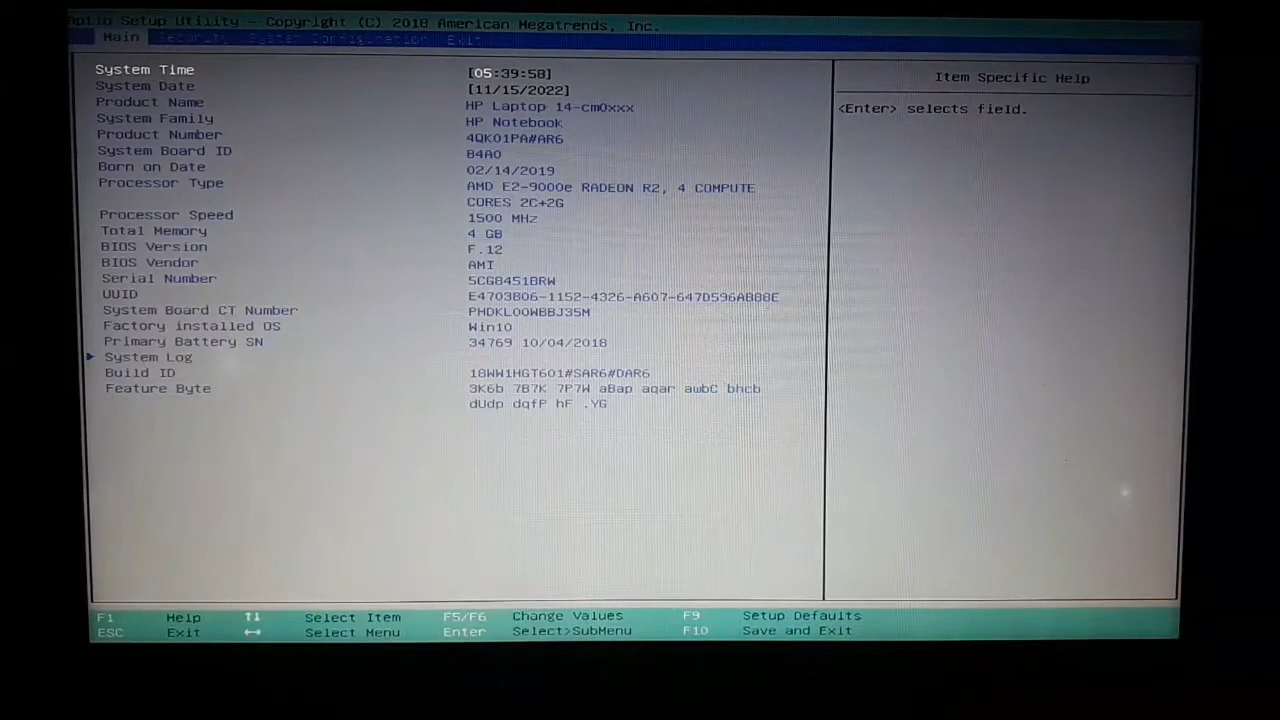 Aptio Setup Utility - Copyright (C) 2018 American Megatrends, Inc.
Main Security System Configuration Exit
System Time [05:39:58]
System Date [11/15/2022]
Product Name HP Laptop 14-cm0xxx
System Family HP Notebook
Product Number 4QK01PA#AR6
System Board ID 84A0
Born on Date 02/14/2019
Processor Type AMD E2-9000e RADEON R2, 4 COMPUTE
CORES 2C+2G
Processor Speed 1500 MHz
Total Memory 4 GB
BIOS Version F.12
BIOS Vendor AMI
Serial Number 5CG8451BRW
UUID E4703B06-1152-4326-A607-647D596ABB8E
System Board CT Number PHDKL00WBBJ35M
Factory installed OS Win10
Primary Battery SN 34769 10/04/2018
System Log
Build ID 18WW1HGT601#SAR6#DAR6
Feature Byte 3K6b 7B7K 7P7W aBap aqar awbC bhcb
dUdp dqfP hF .YG
Item Specific Help
<Enter> selects field.
F1 Help ↑↓ Select Item F5/F6 Change Values F9 Setup Defaults
ESC Exit ↔ Select Menu Enter Select>SubMenu F10 Save and Exit